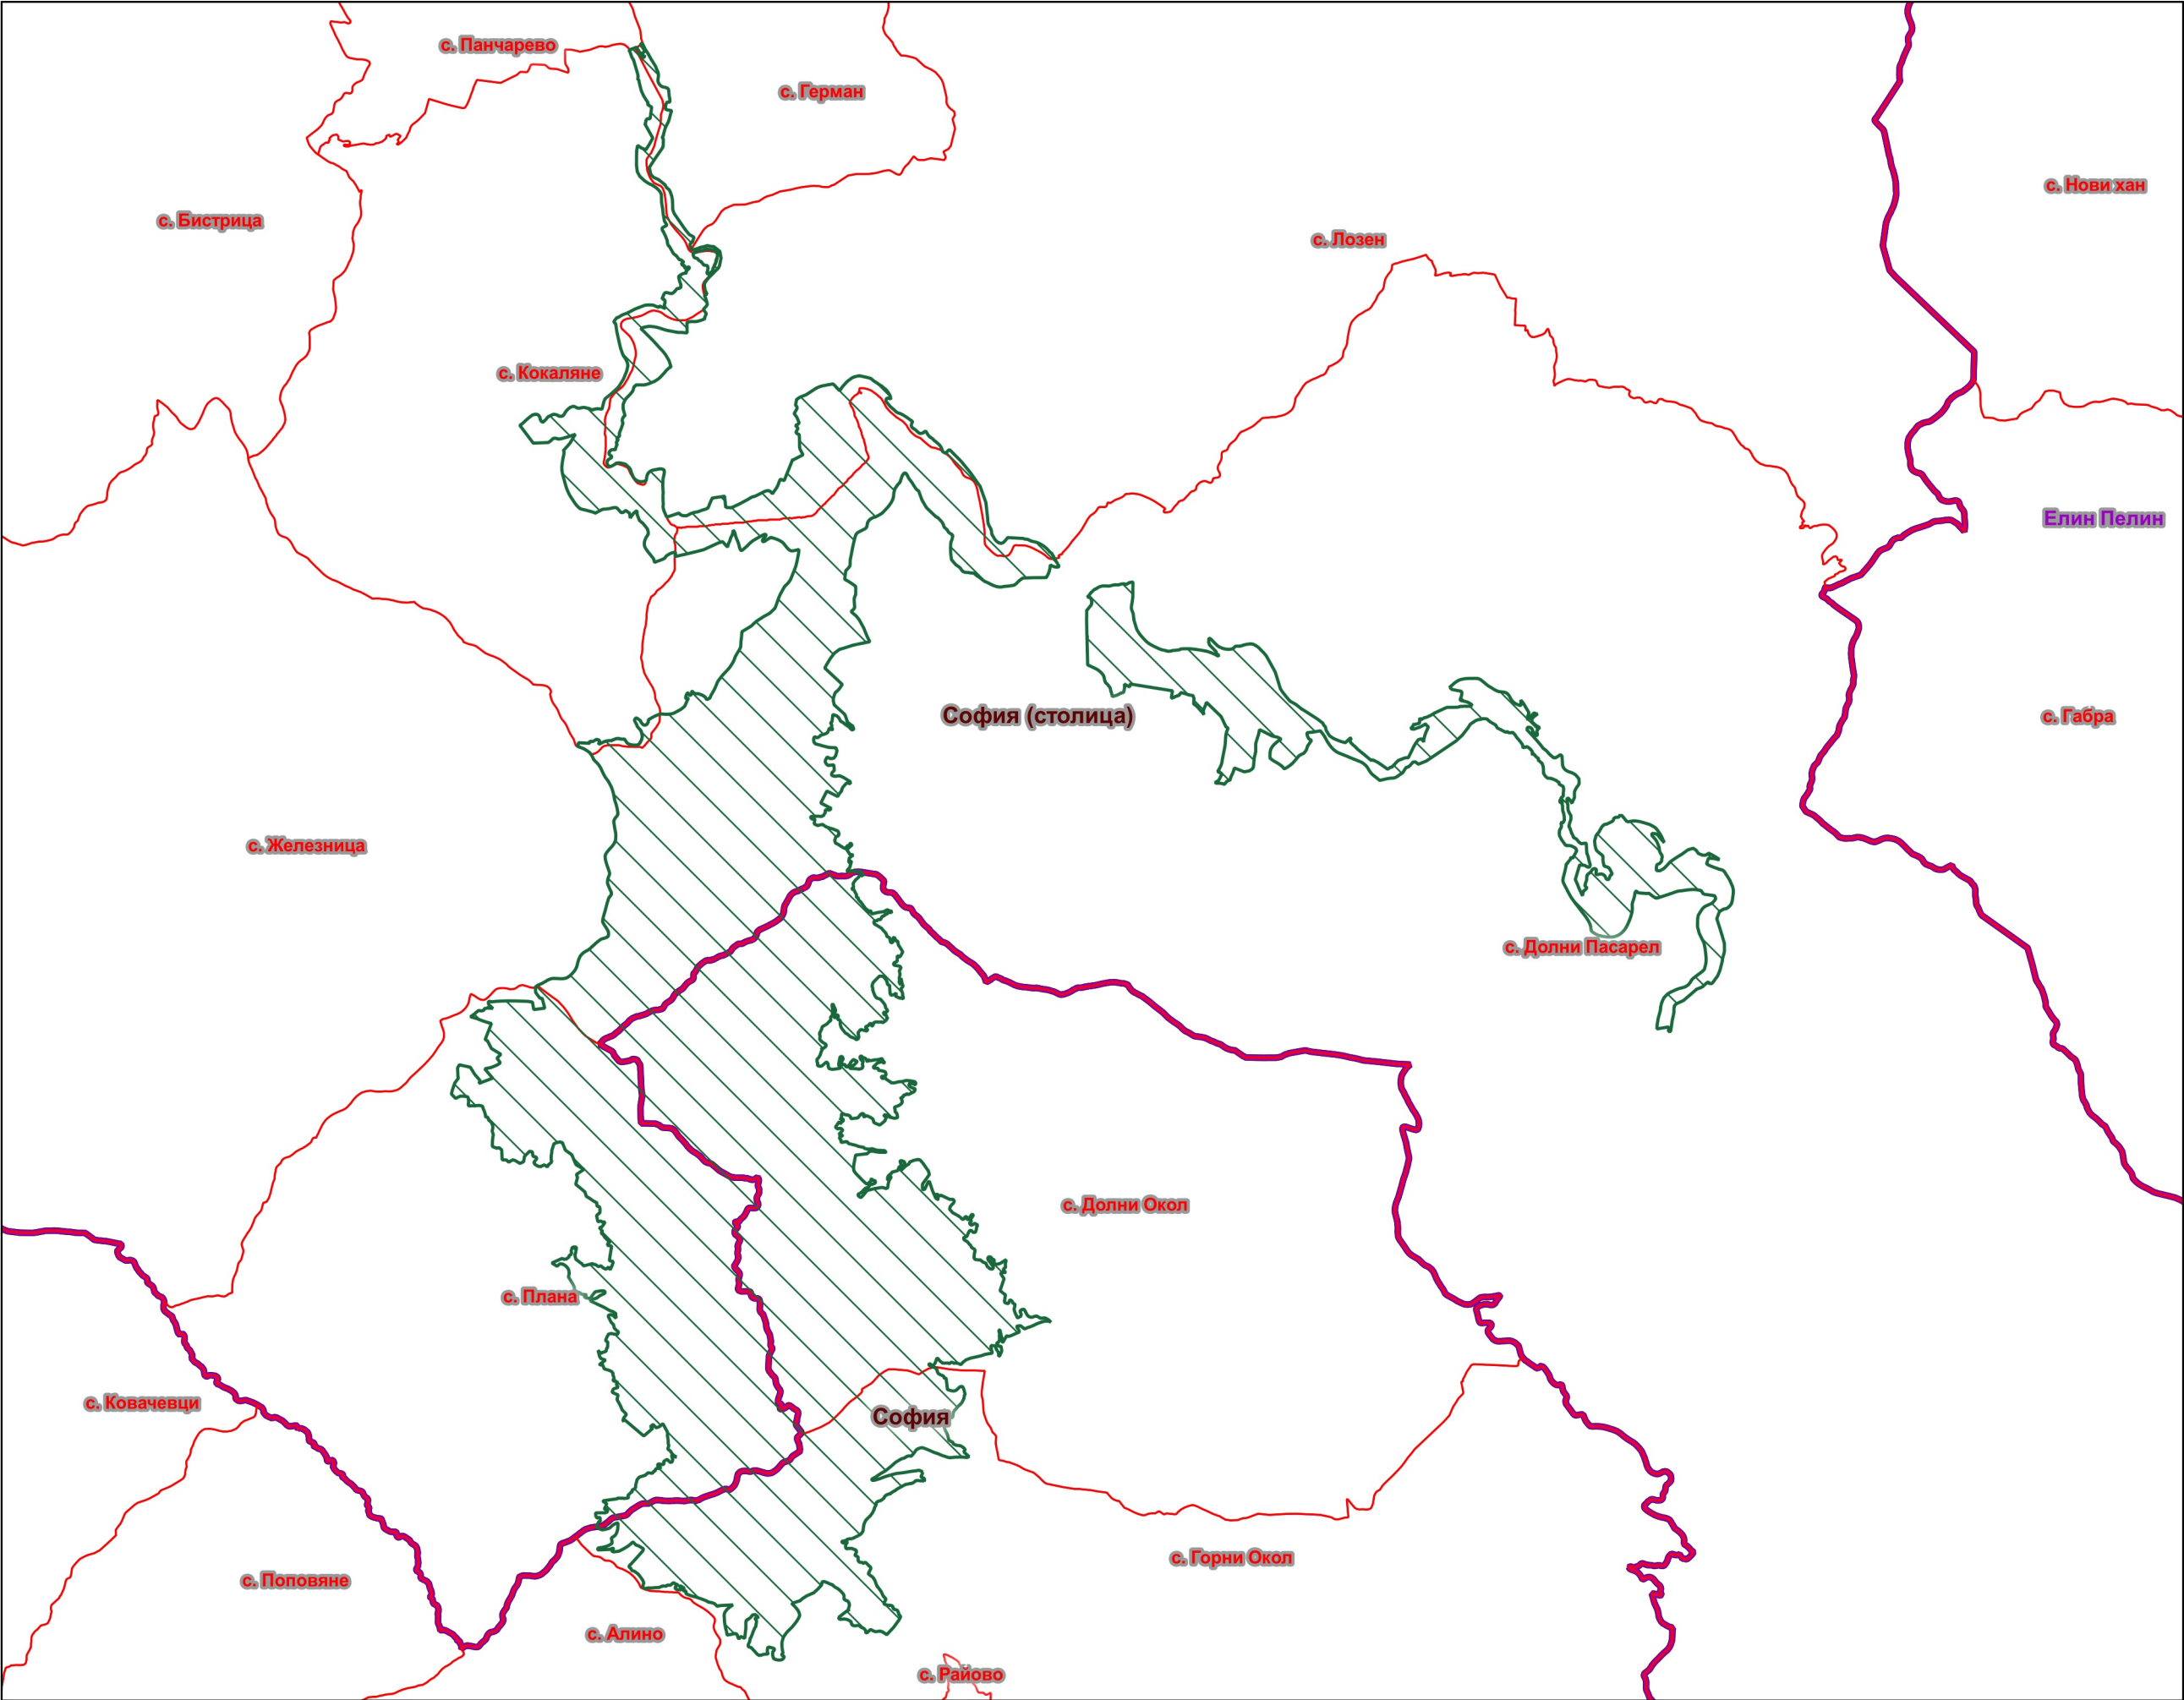 с. Панчарево
с. Герман
с. Нови хан
с. Бистрица
с. Лозен
с. Кокаляне
Елин Пелин
София (столица)
с. Габра
с. Железница
с. Долни Пасарел
с. Долни Окол
с. Плана
с. Ковачевци
София
с. Горни Окол
с. Поповяне
с. Алино
с. Райово